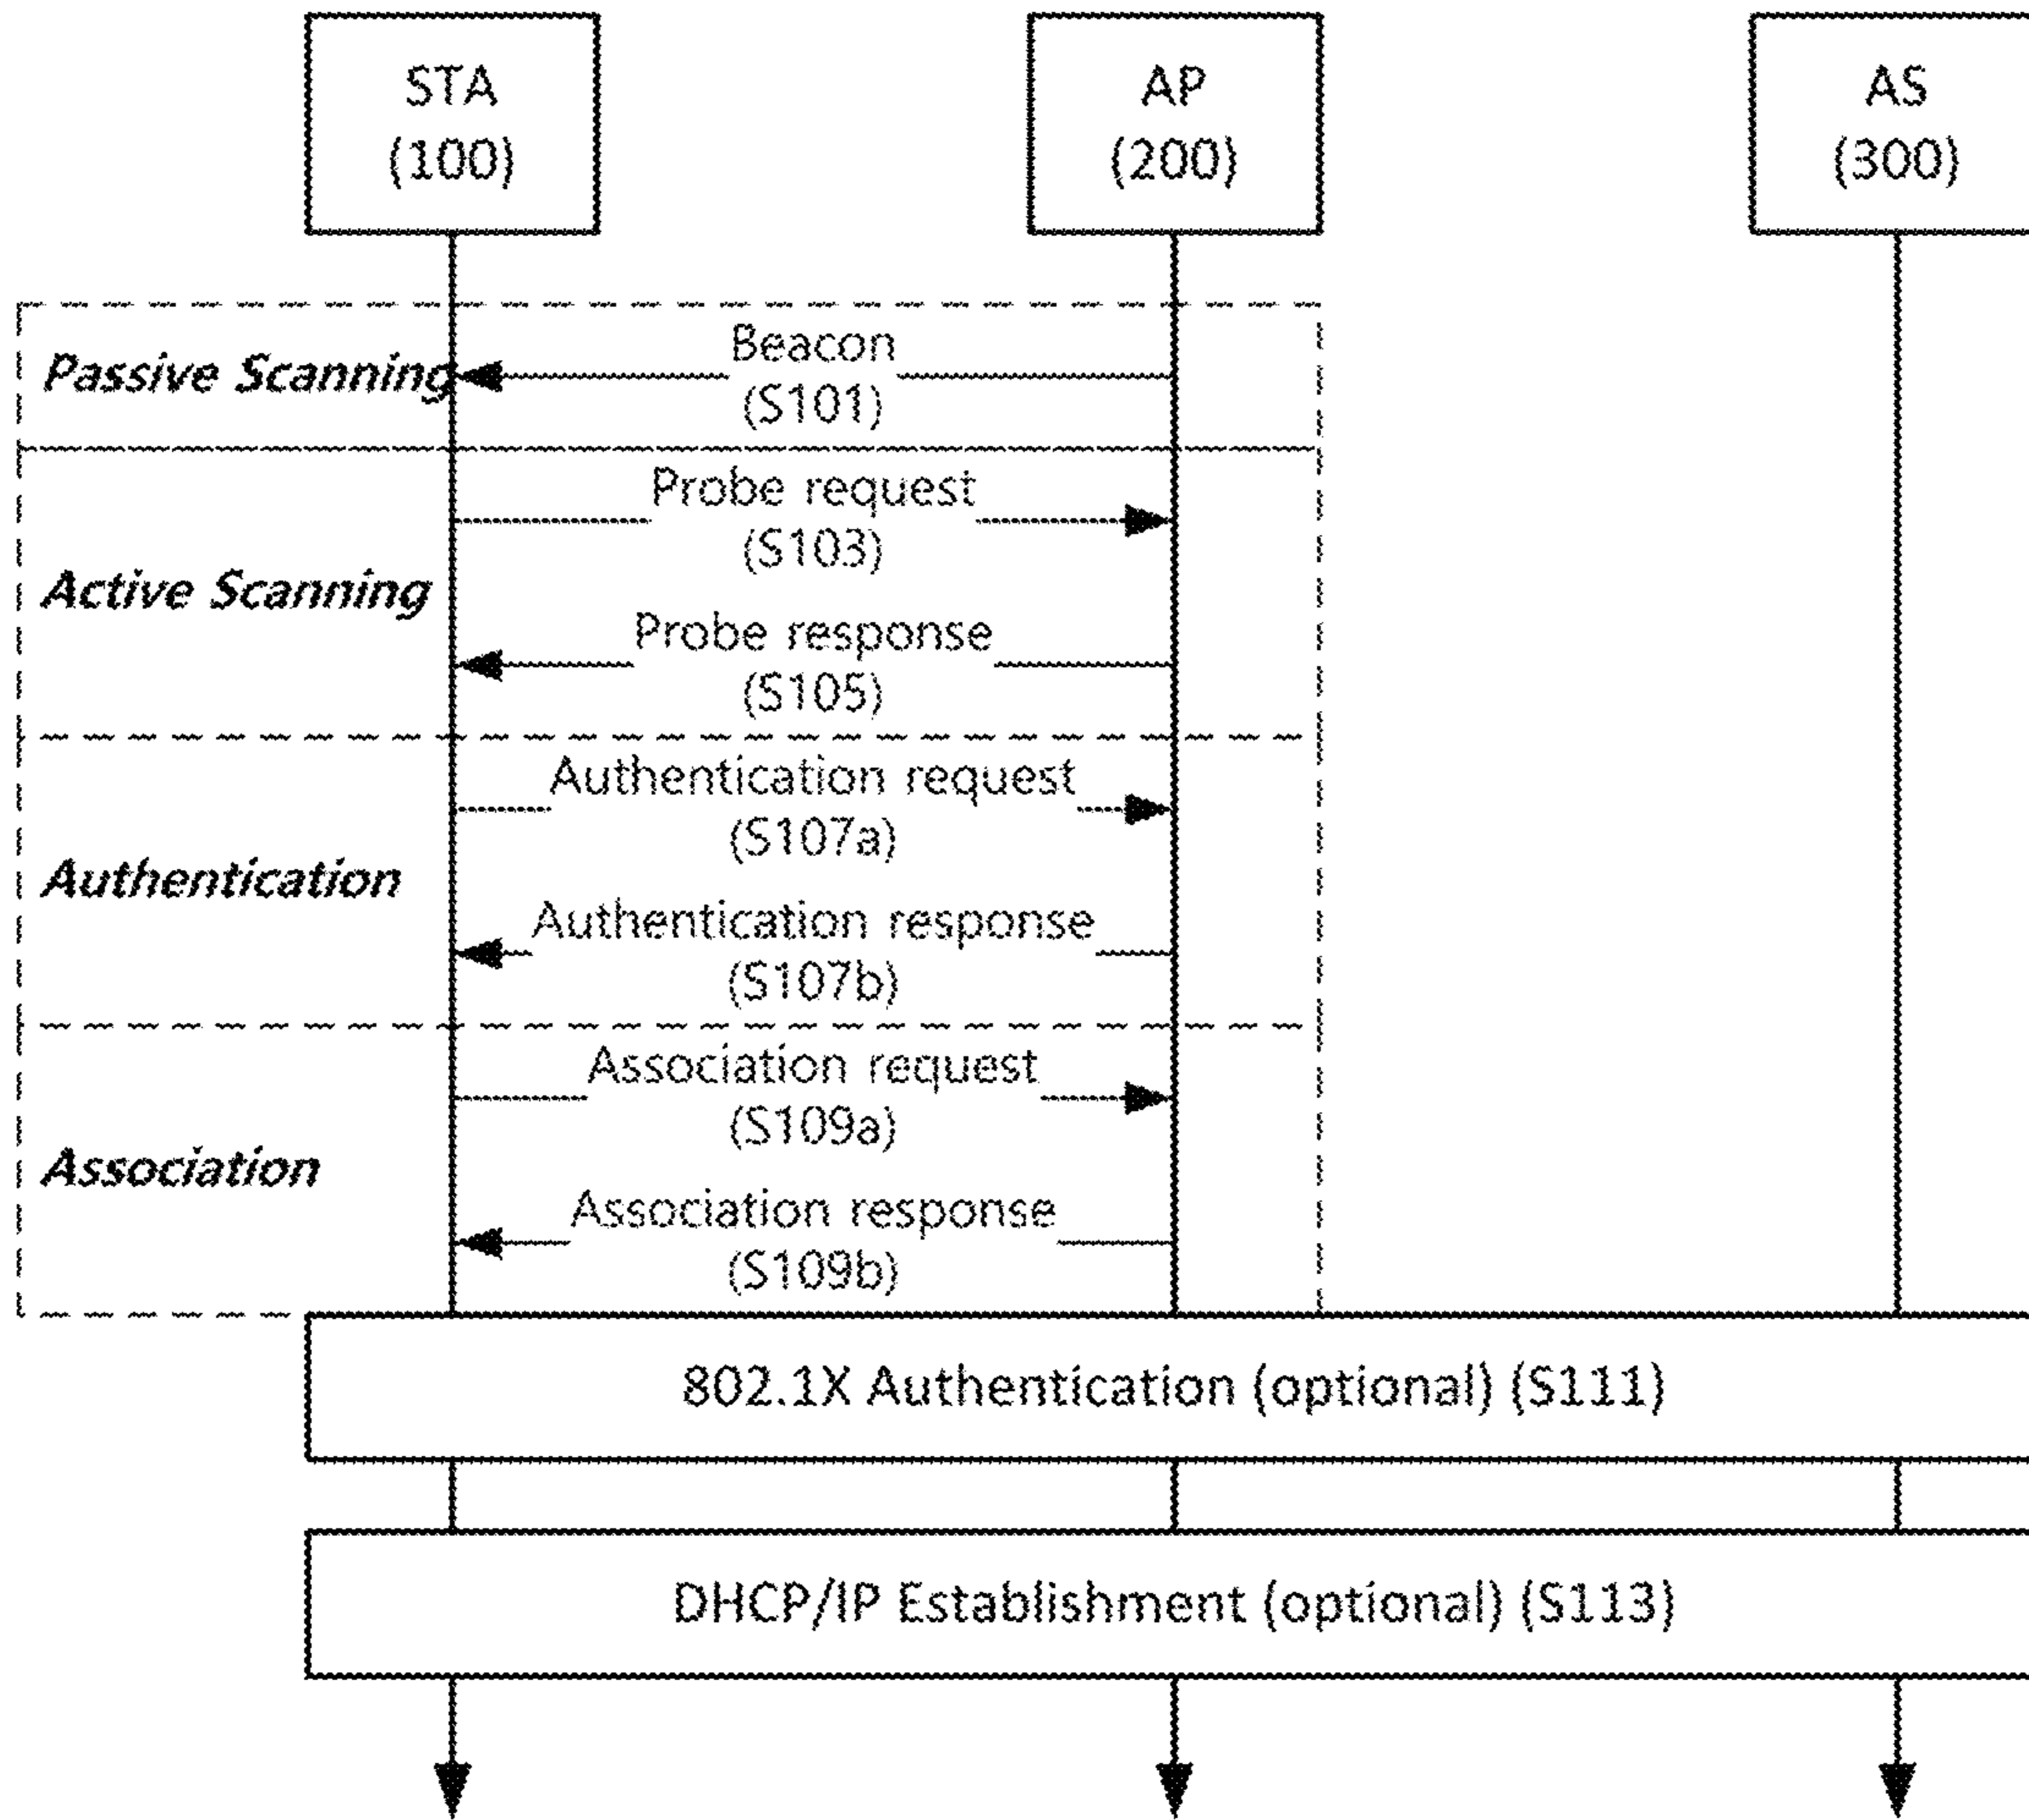 STA
(100)
AP
(200)
AS
(300)
Passive Scanning
Beacon
(S101)
Active Scanning
Probe request
(S103)
Probe response
(S105)
Authentication
Authentication request
(S107a)
Authentication response
(S107b)
Association
Association request
(S109a)
Association response
(S109b)
802.1X Authentication (optional) (S111)
DHCP/IP Establishment (optional) (S113)